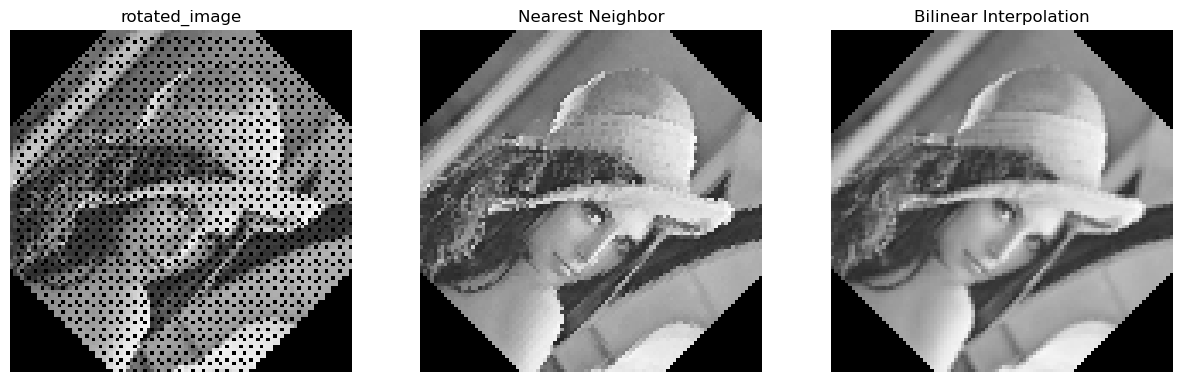 rotated_image
Nearest Neighbor
Bilinear Interpolation